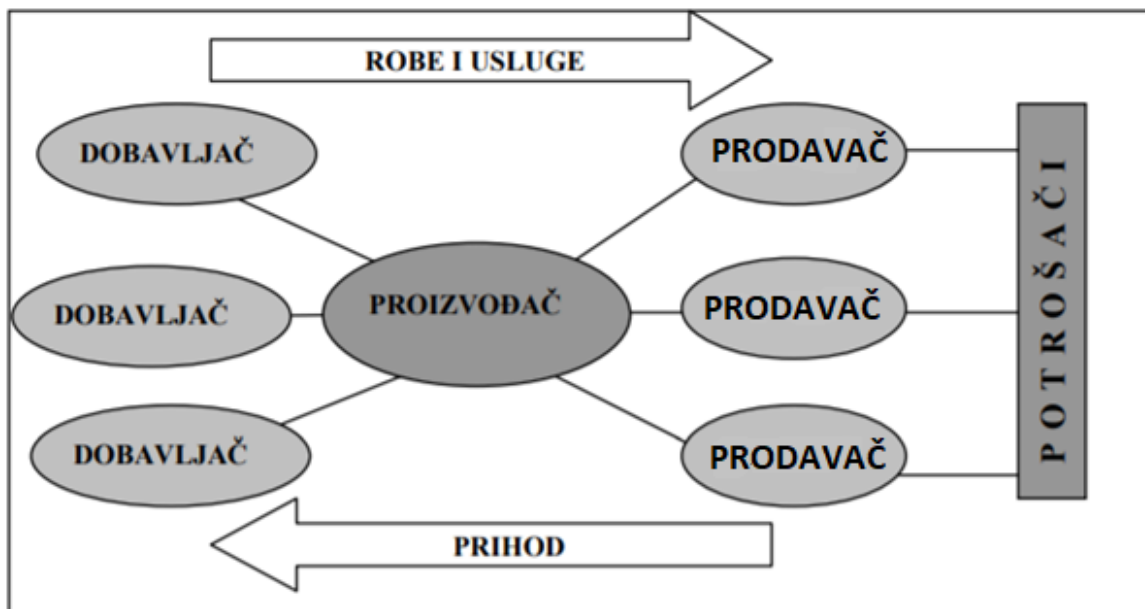 ROBE I USLUGE
DOBAVLJAČ
PRODAVAČ
DOBAVLJAČ
PROIZVOĐAČ
PRODAVAČ
DOBAVLJAČ
PRODAVAČ
POTROŠAČI
PRIHOD